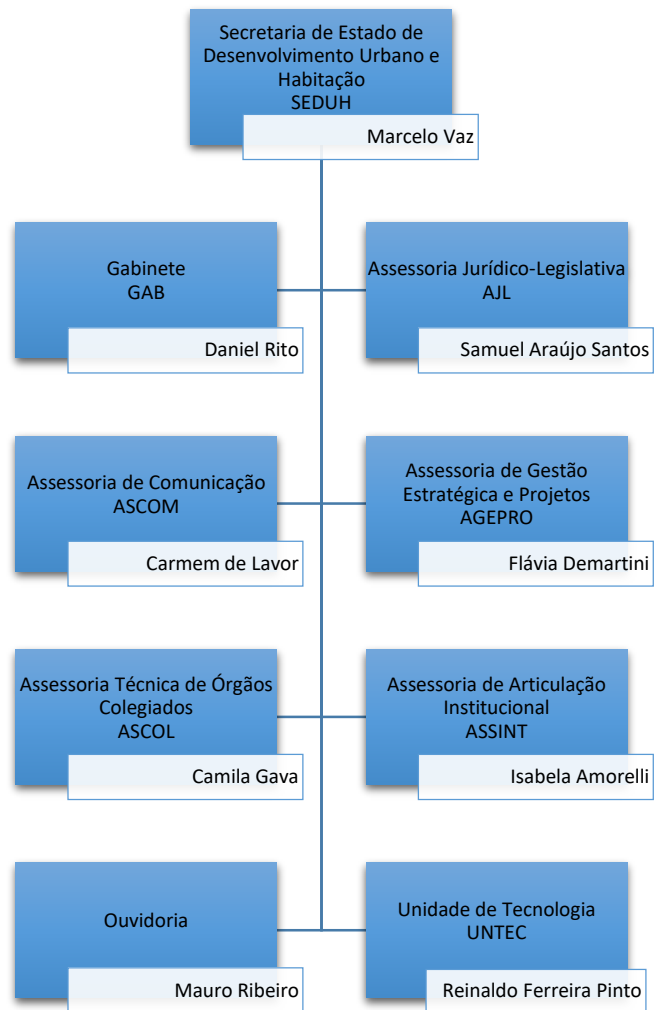 Secretaria de Estado de
Desenvolvimento Urbano e
Habitação
SEDUH
Marcelo Vaz
Gabinete
GAB
Daniel Rito
Assessoria Jurídico-Legislativa
AJL
Samuel Araújo Santos
Assessoria de Comunicação
ASCOM
Carmem de Lavor
Assessoria de Gestão
Estratégica e Projetos
AGEPRO
Flávia Demartini
Assessoria Técnica de Órgãos
Colegiados
ASCOL
Camila Gava
Assessoria de Articulação
Institucional
ASSINT
Isabela Amorelli
Ouvidoria
Mauro Ribeiro
Unidade de Tecnologia
UNTEC
Reinaldo Ferreira Pinto